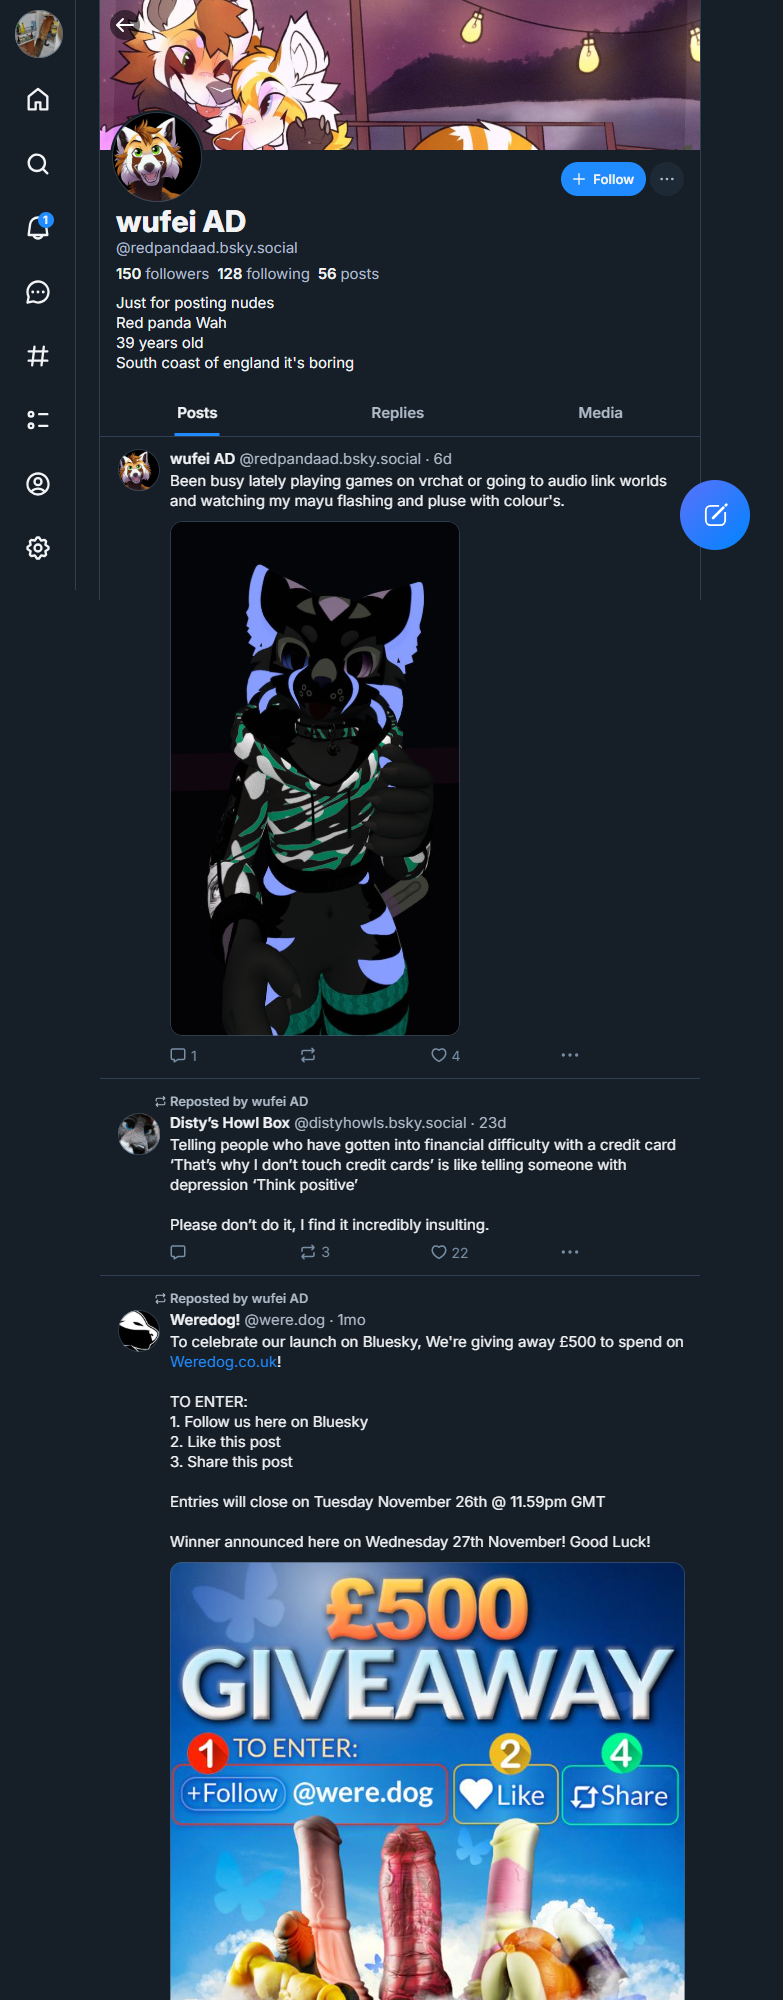 1
+ Follow
wufei AD
@redpandaad.bsky.social
150 followers 128 following 56 posts
Just for posting nudes
Red panda Wah
39 years old
South coast of england it's boring
Posts Replies Media
wufei AD @redpandaad.bsky.social · 6d
Been busy lately playing games on vrchat or going to audio link worlds
and watching my mayu flashing and pluse with colour's.
1 4
Reposted by wufei AD
Disty’s Howl Box @distyhowls.bsky.social · 23d
Telling people who have gotten into financial difficulty with a credit card
‘That’s why I don’t touch credit cards’ is like telling someone with
depression ‘Think positive’
Please don’t do it, I find it incredibly insulting.
3 22
Reposted by wufei AD
Weredog! @were.dog · 1mo
To celebrate our launch on Bluesky, We're giving away £500 to spend on
Weredog.co.uk!
TO ENTER:
1. Follow us here on Bluesky
2. Like this post
3. Share this post
Entries will close on Tuesday November 26th @ 11.59pm GMT
Winner announced here on Wednesday 27th November! Good Luck!
£500
GIVEAWAY
1 TO ENTER: 2 4
+Follow @were.dog Like Share